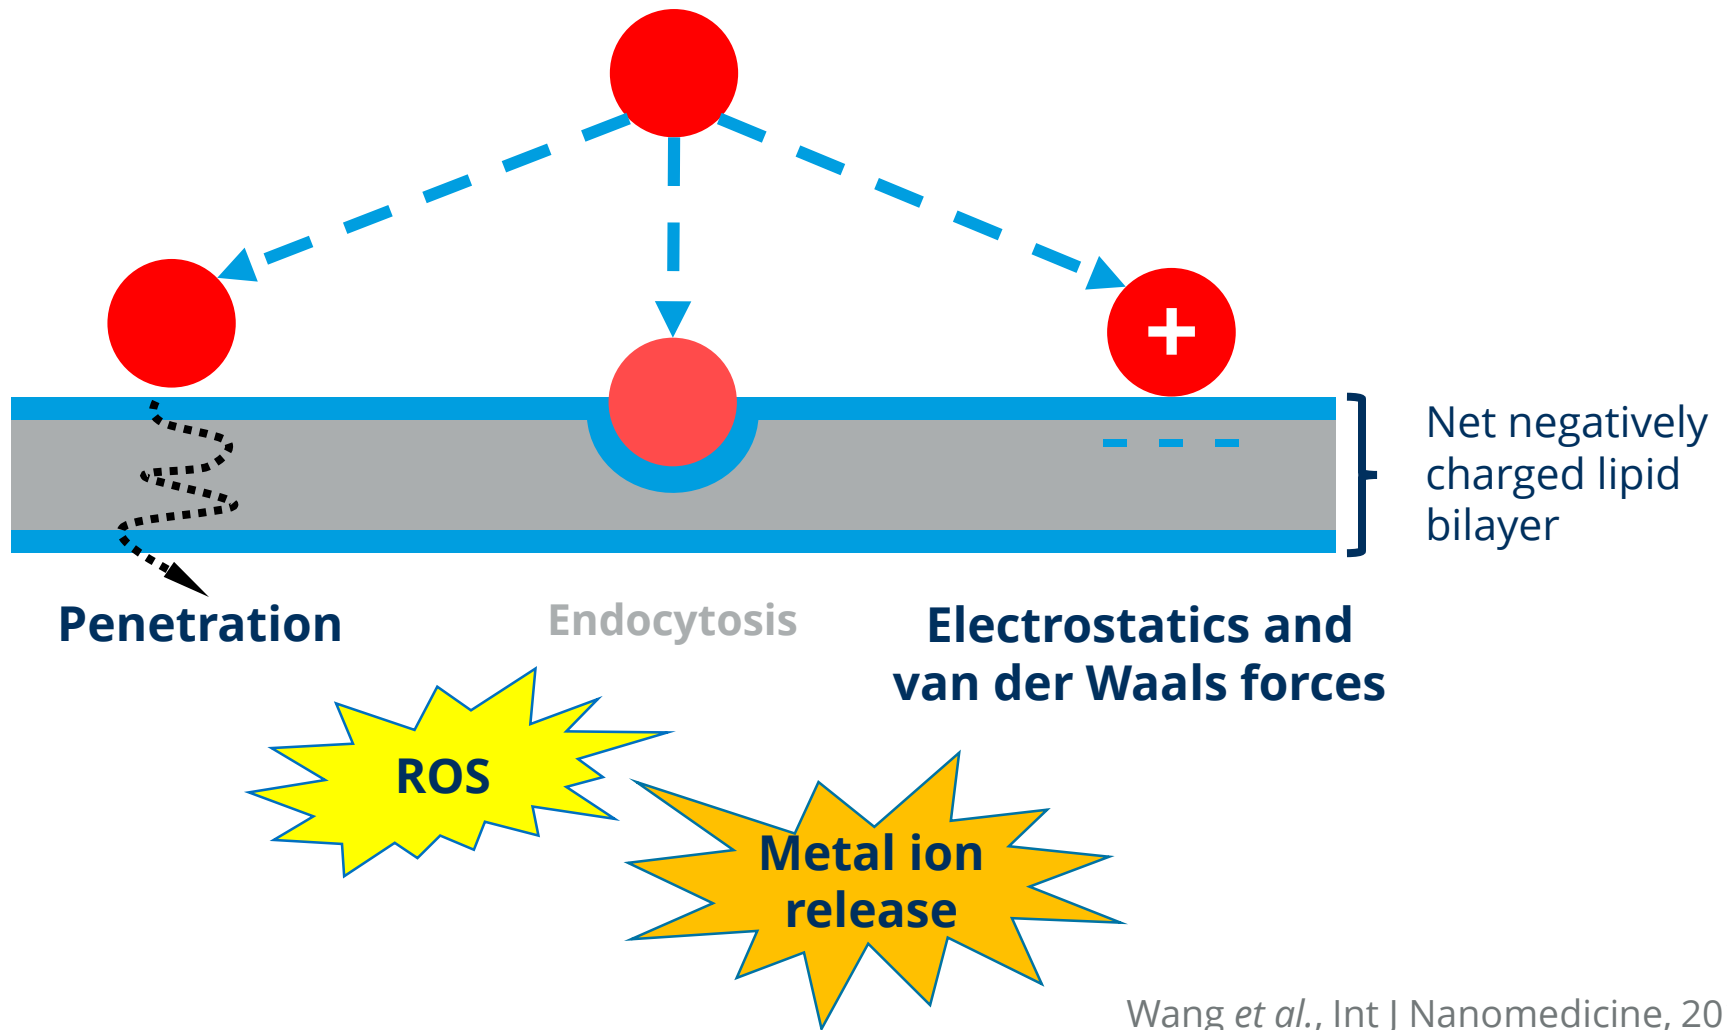 +
Net negatively
charged lipid
bilayer
Penetration
Endocytosis
Electrostatics and
van der Waals forces
ROS
Metal ion
release
Wang et al., Int J Nanomedicine, 20